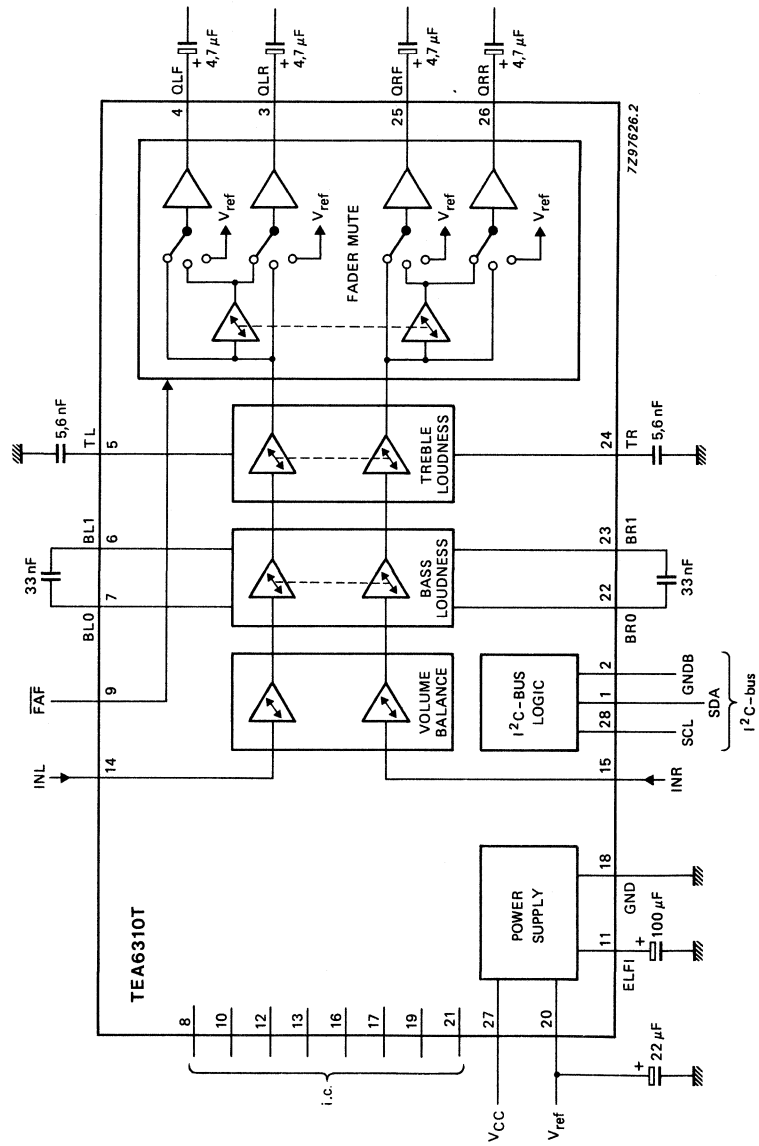 TEA6310T
8
10
12
13
16
17
19
21
i.c.
27
20
VCC
Vref
+
22 μF
POWER
SUPPLY
11
18
ELFI
GND
+
100 μF
INL
14
15
INR
FAF
9
VOLUME
BALANCE
I²C-BUS
LOGIC
28
1
2
SCL
SDA
GNDB
I²C-bus
33 nF
BL0
BL1
7
6
BASS
LOUDNESS
22
23
BR0
BR1
33 nF
5,6 nF
TL
5
TREBLE
LOUDNESS
24
TR
5,6 nF
FADER MUTE
Vref
Vref
Vref
Vref
4
QLF
+
4,7 μF
3
QLR
+
4,7 μF
25
QRF
+
4,7 μF
26
QRR
+
4,7 μF
7Z97626.2